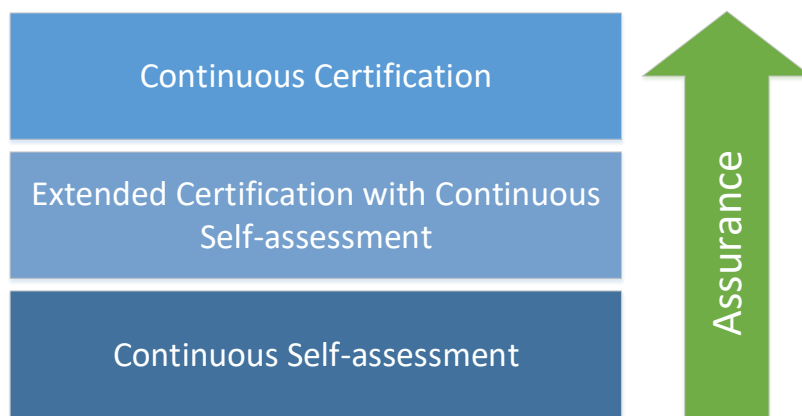 Continuous Certification
Extended Certification with Continuous
Self-assessment
Continuous Self-assessment
Assurance